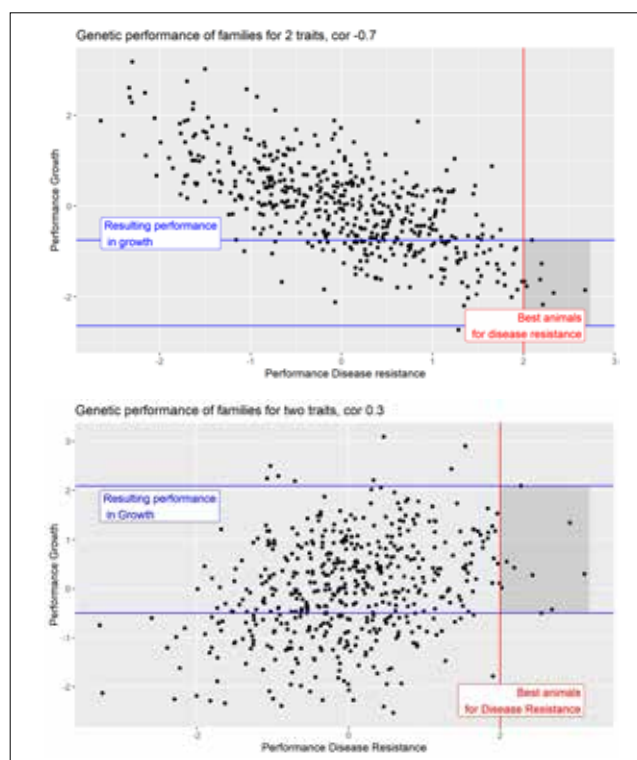 Genetic performance of families for 2 traits, cor -0.7
Performance Growth
2
0
-2
Resulting performance
in growth
Best animals
for disease resistance
-2
-1
0
1
2
3
Performance Disease resistance
Genetic performance of families for two traits, cor 0.3
Performance Growth
3
2
1
0
-1
-2
Resulting performance
in Growth
Best animals
for Disease Resistance
-2
0
2
Performance Disease Resistance